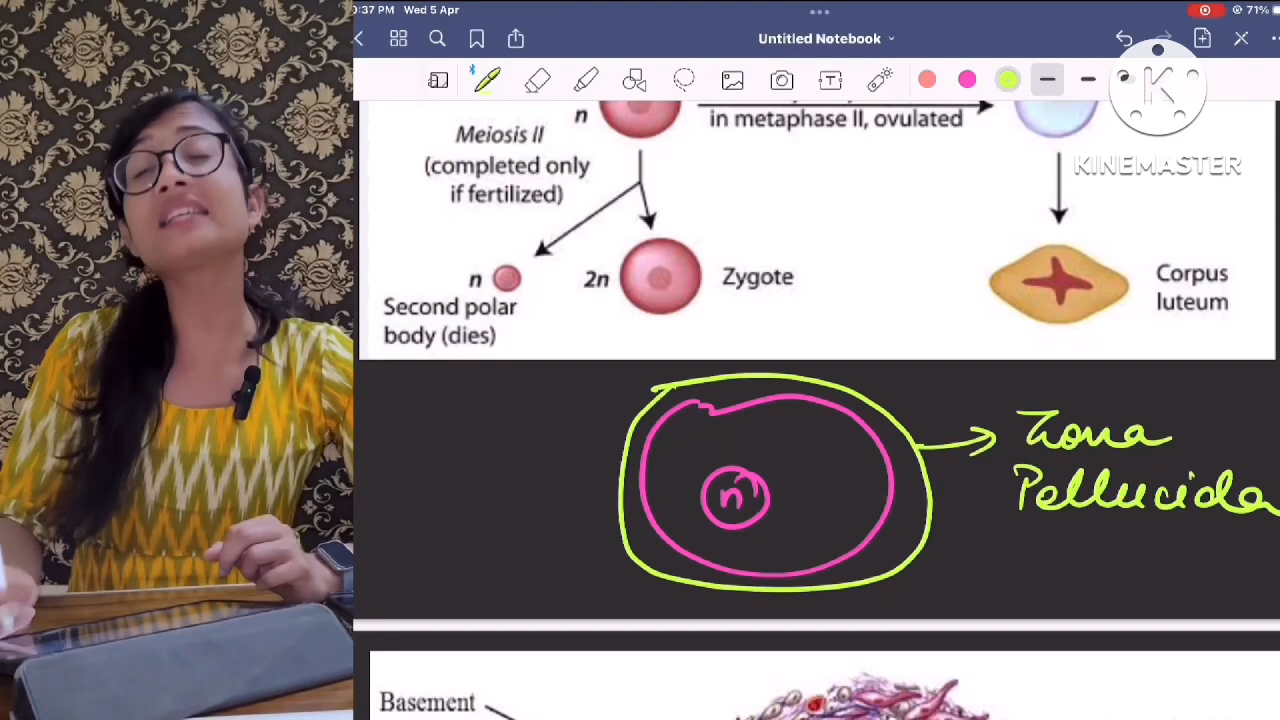 0:37 PM Wed 5 Apr
71%
Untitled Notebook
T
K
KINEMASTER
n
in metaphase II, ovulated
Meiosis II
(completed only
if fertilized)
n
2n
Zygote
Second polar
body (dies)
Corpus
luteum
n
Zona
Pellucida
Basement